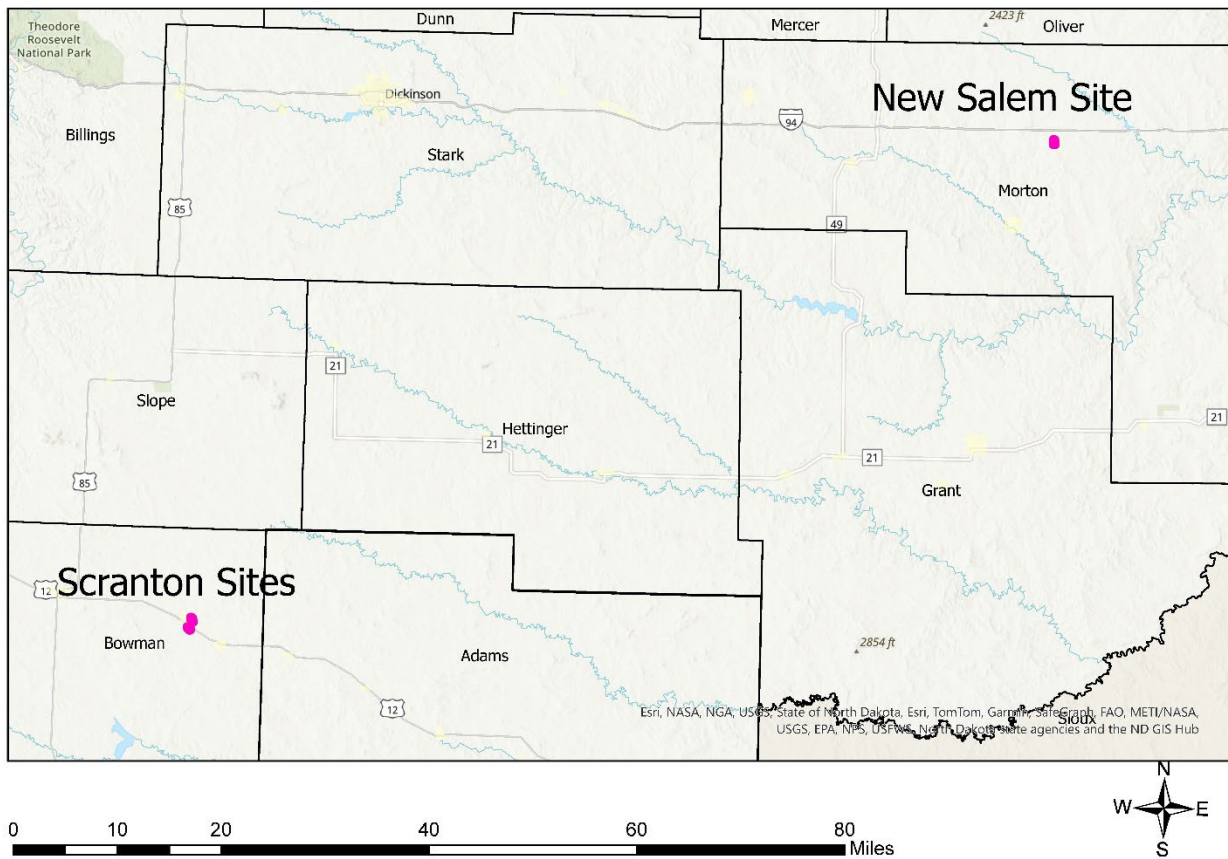 Theodore
Roosevelt
National Park
Dunn
Mercer
2423 ft
Oliver
New Salem Site
Dickinson
94
Billings
Stark
Morton
85
49
21
Slope
Hettinger
21
21
21
85
Grant
Scranton Sites
12
Bowman
Adams
2854 ft
12
Sioux
Esri, NASA, NGA, USGS, State of North Dakota, Esri, TomTom, Garmin, SafeGraph, FAO, METI/NASA,
USGS, EPA, NPS, USFWS, North Dakota state agencies and the ND GIS Hub
N
W E
S
0 10 20 40 60 80
Miles